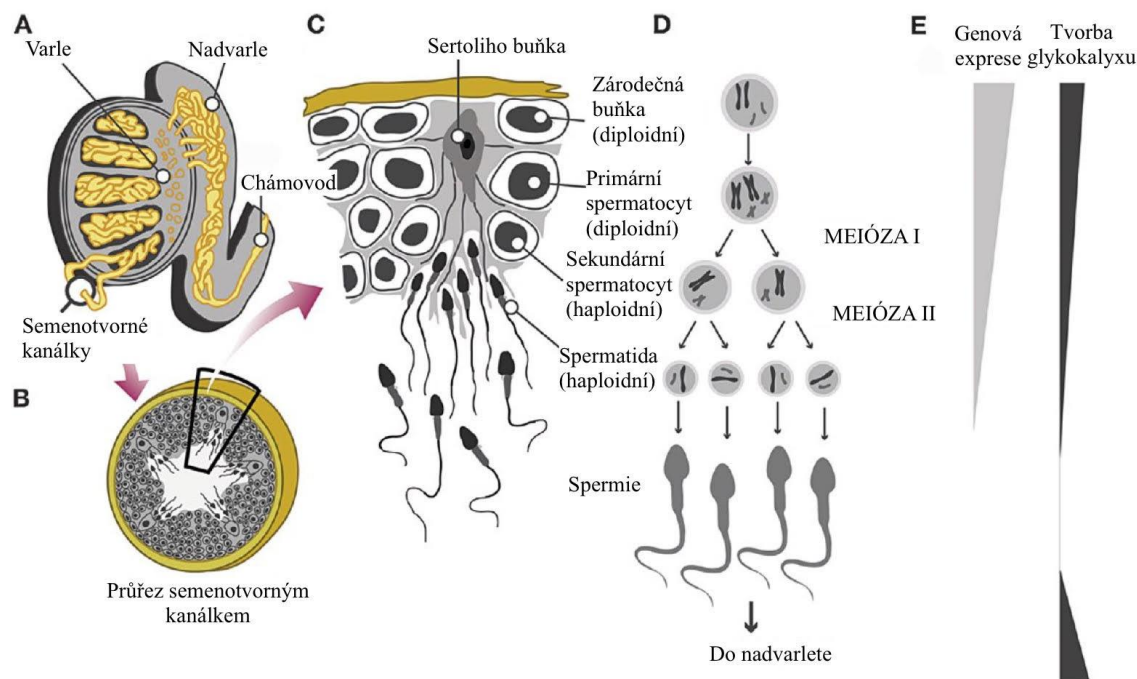 A
Varle
Nadvarle
Chámovod
Semenotvorné
kanálky
B
Průřez semenotvorným
kanálkem
C
Sertoliho buňka
Zárodečná
buňka
(diploidní)
Primární
spermatocyt
(diploidní)
Sekundární
spermatocyt
(haploidní)
Spermatida
(haploidní)
D
MEIÓZA I
MEIÓZA II
Spermie
Do nadvarlete
E
Genová
exprese
Tvorba
glykokalyxu